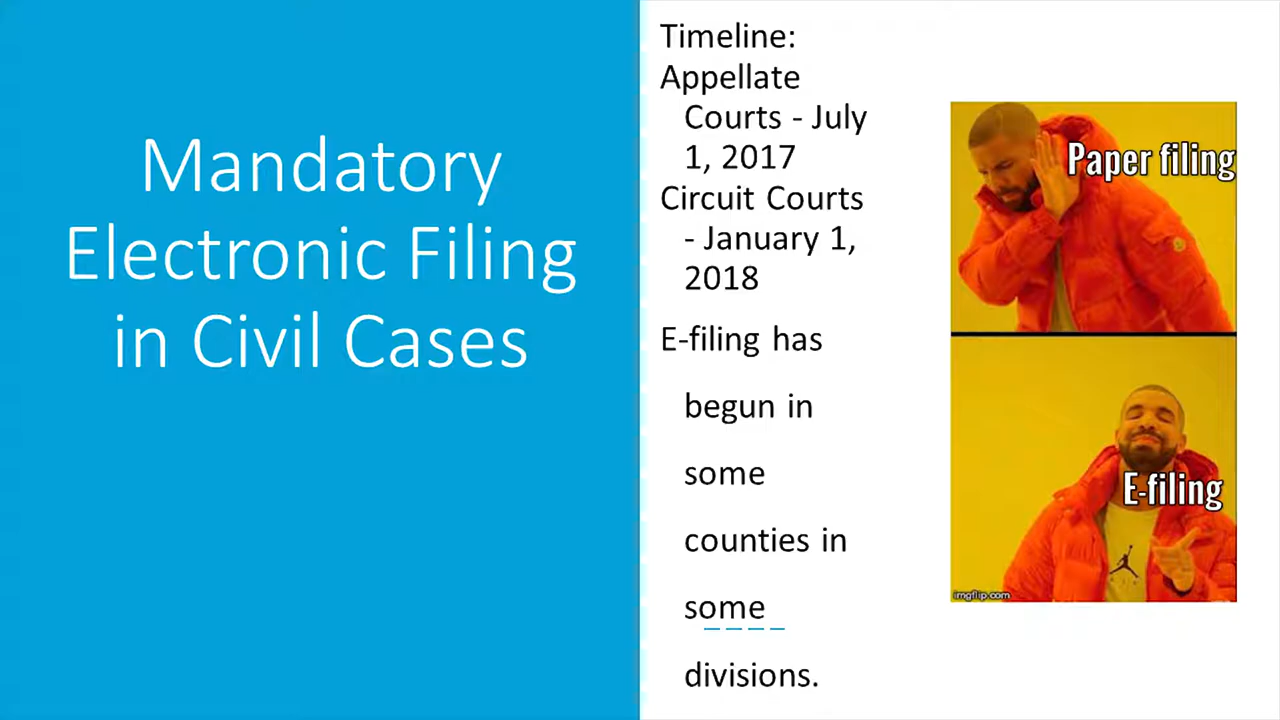 Mandatory
Electronic Filing
in Civil Cases
Timeline:
Appellate
Courts - July
1, 2017
Circuit Courts
- January 1,
2018
E-filing has
begun in
some
counties in
some
divisions.
Paper filing
E-filing
imgflip.com